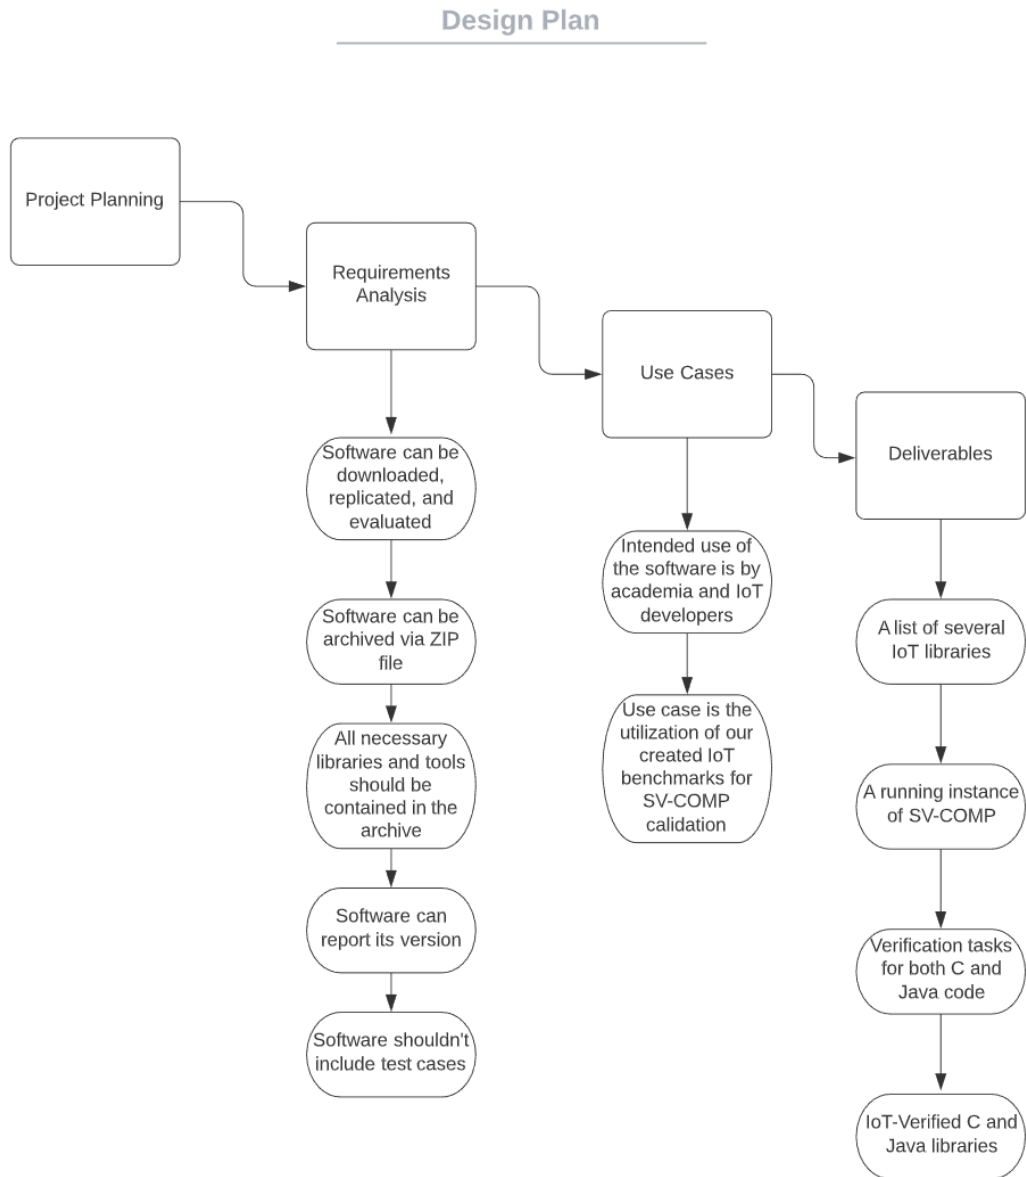 Design Plan
Project Planning
Requirements
Analysis
Use Cases
Deliverables
Software can be
downloaded,
replicated, and
evaluated
Software can be
archived via ZIP
file
All necessary
libraries and tools
should be
contained in the
archive
Software can
report its version
Software shouldn't
include test cases
Intended use of
the software is by
academia and IoT
developers
Use case is the
utilization of our
created IoT
benchmarks for
SV-COMP
calidation
A list of several
IoT libraries
A running instance
of SV-COMP
Verification tasks
for both C and
Java code
IoT-Verified C and
Java libraries